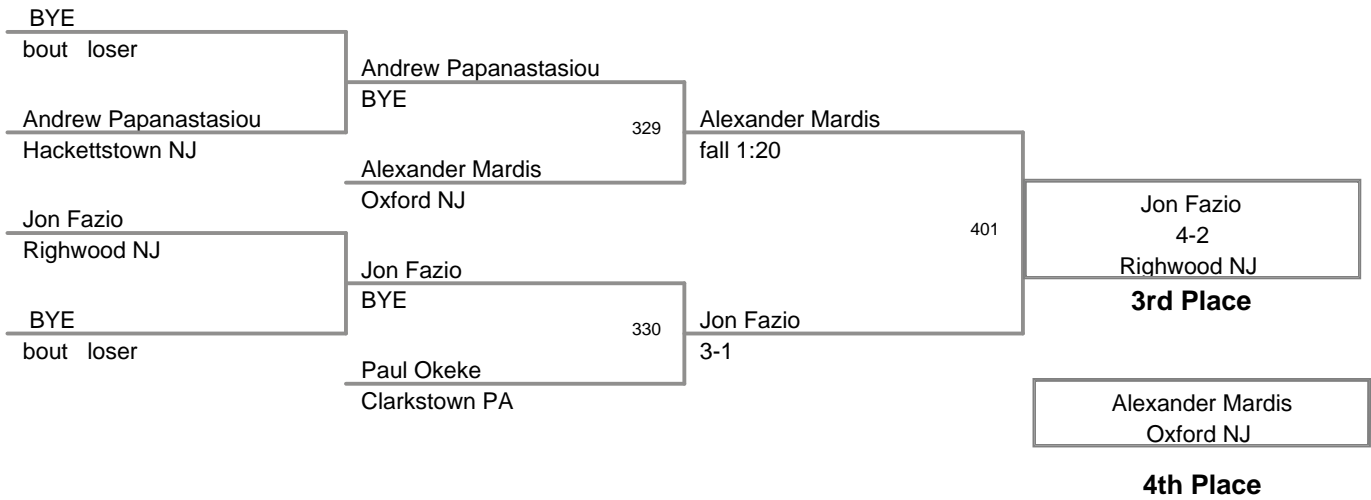 BYE
bout loser
Andrew Papanastasiou
Hackettstown NJ
Jon Fazio
Righwood NJ
BYE
bout loser
Andrew Papanastasiou
BYE
329
Alexander Mardis
Oxford NJ
Jon Fazio
BYE
330
Paul Okeke
Clarkstown PA
Alexander Mardis
fall 1:20
401
Jon Fazio
3-1
Jon Fazio
4-2
Righwood NJ
3rd Place
Alexander Mardis
Oxford NJ
4th Place